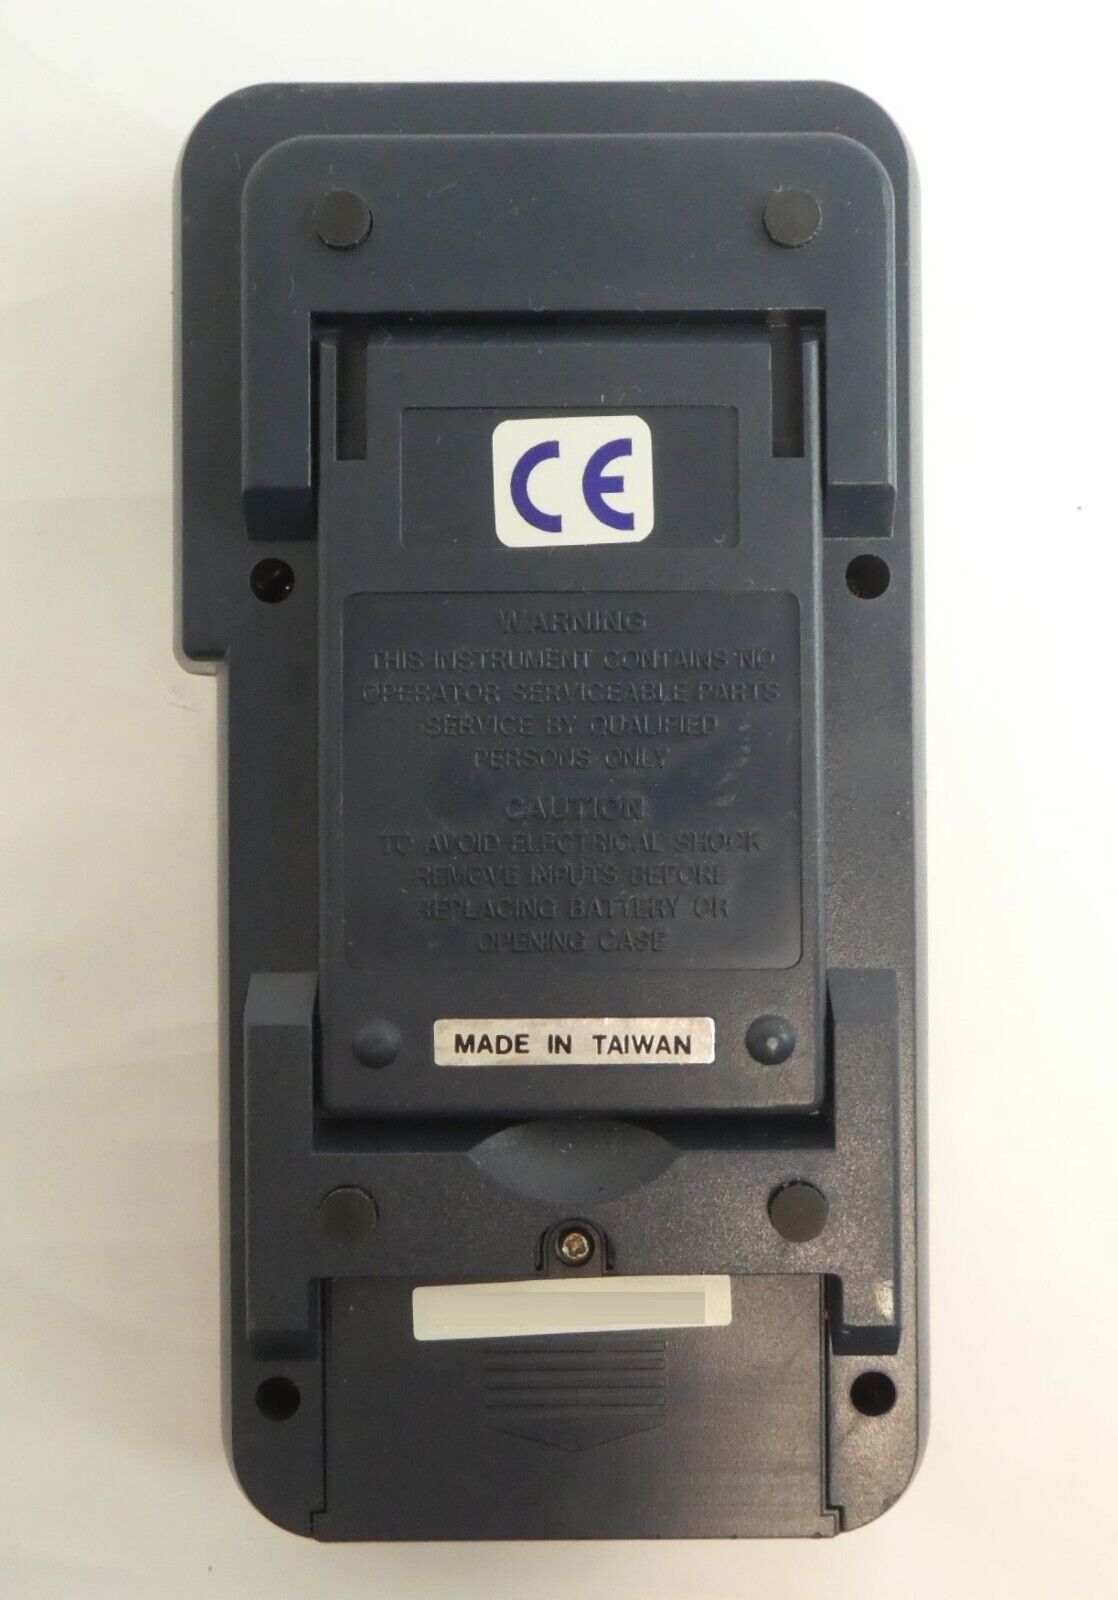 CE
WARNING
THIS INSTRUMENT CONTAINS NO
OPERATOR SERVICEABLE PARTS
SERVICE BY QUALIFIED
PERSONS ONLY
CAUTION
TO AVOID ELECTRICAL SHOCK
REMOVE INPUTS BEFORE
REPLACING BATTERY OR
OPENING CASE
MADE IN TAIWAN